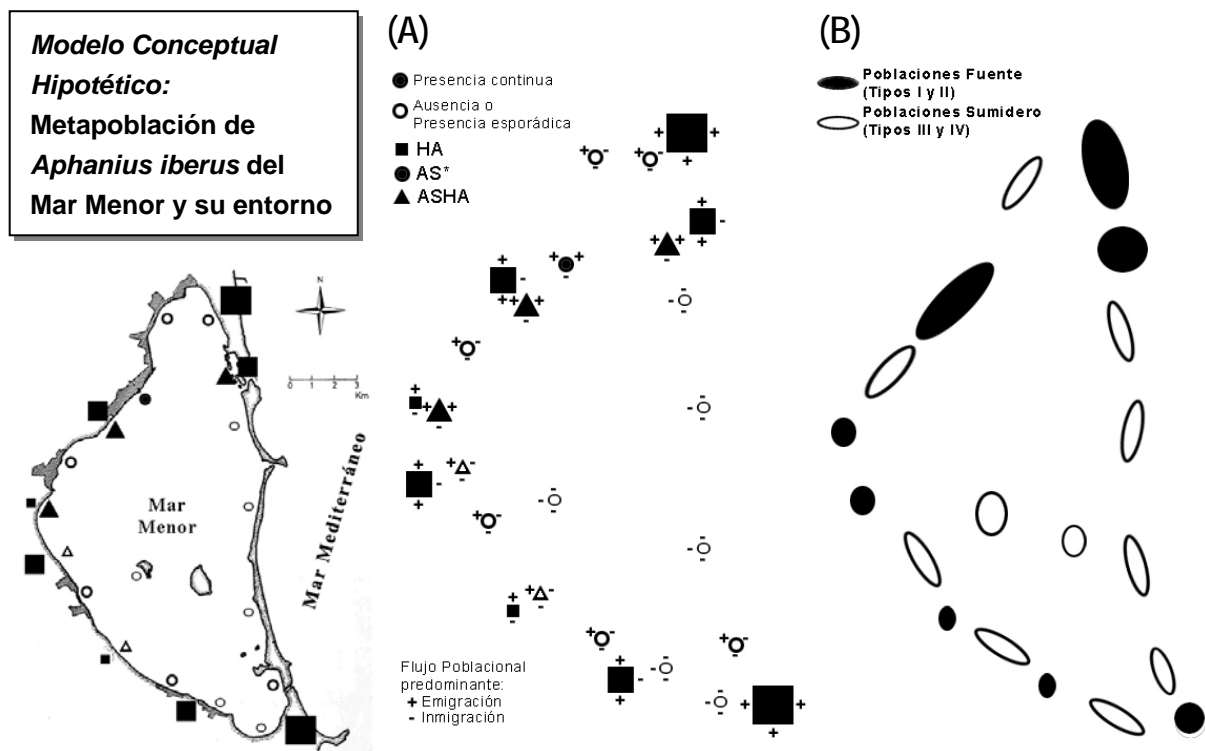 Modelo Conceptual
Hipotético:
Metapoblación de
Aphanius iberus del
Mar Menor y su entorno
N
0 1 2 3
Km
Mar
Menor
Mar Mediterráneo
(A)
Presencia continua
Ausencia o
Presencia esporádica
HA
AS*
ASHA
Flujo Poblacional
predominante:
+ Emigración
- Inmigración
(B)
Poblaciones Fuente
(Tipos I y II)
Poblaciones Sumidero
(Tipos III y IV)